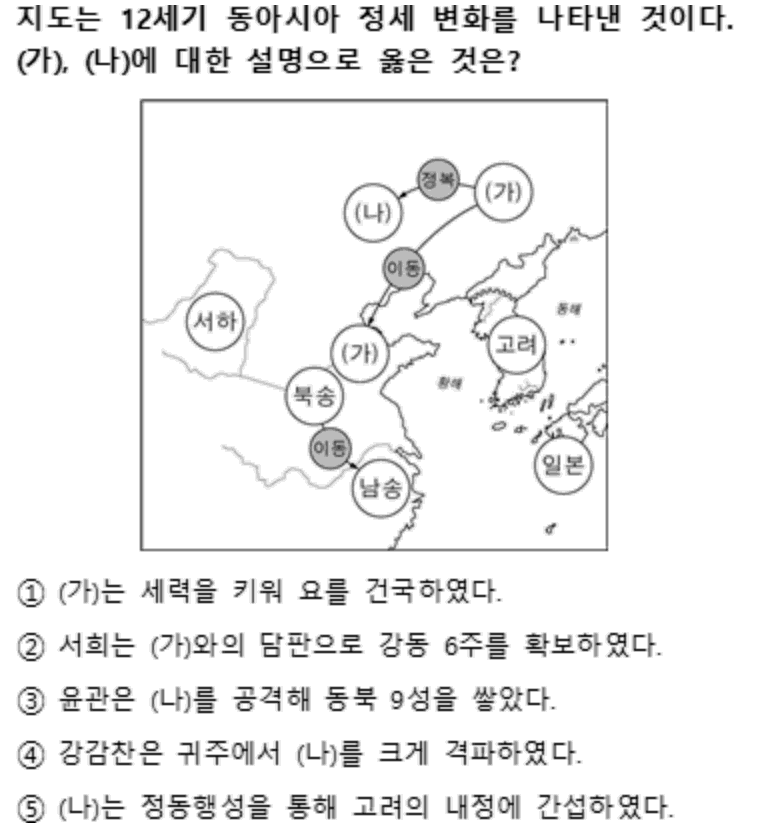 지도는 12세기 동아시아 정세 변화를 나타낸 것이다.
(가), (나)에 대한 설명으로 옳은 것은?
정복
(가)
(나)
이동
서하
동해
(가)
고려
황해
북송
이동
일본
남송
① (가)는 세력을 키워 요를 건국하였다.
② 서희는 (가)와의 담판으로 강동 6주를 확보하였다.
③ 윤관은 (나)를 공격해 동북 9성을 쌓았다.
④ 강감찬은 귀주에서 (나)를 크게 격파하였다.
⑤ (나)는 정동행성을 통해 고려의 내정에 간섭하였다.